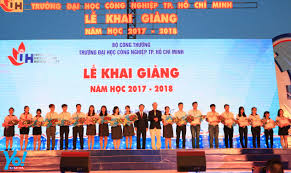 ĐẠI HỌC CÔNG NGHIỆP TP. HỒ CHÍ MINH
LỄ KHAI GIẢNG
NĂM HỌC 2017 - 2018
BỘ CÔNG THƯƠNG
TRƯỜNG ĐẠI HỌC CÔNG NGHIỆP TP. HỒ CHÍ MINH
LỄ KHAI GIẢNG
NĂM HỌC 2017 - 2018